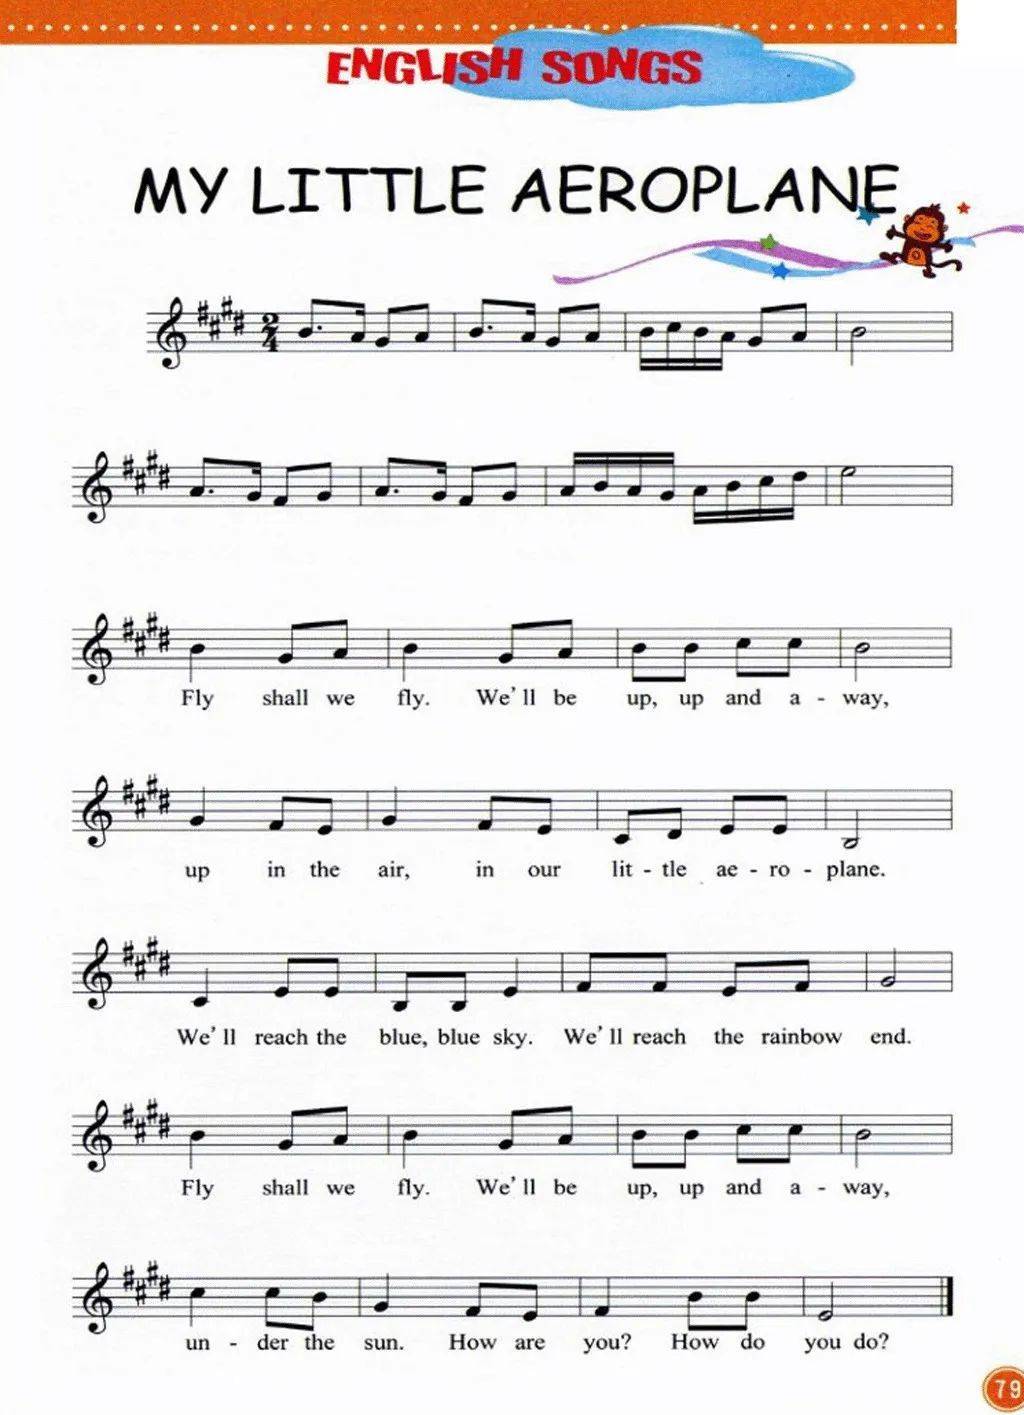 ENGLISH SONGS
MY LITTLE AEROPLANE
2
4
Fly shall we fly. We'll be up, up and a - way,
up in the air, in our lit - tle ae - ro - plane.
We'll reach the blue, blue sky. We'll reach the rainbow end.
Fly shall we fly. We'll be up, up and a - way,
un - der the sun. How are you? How do you do?
79